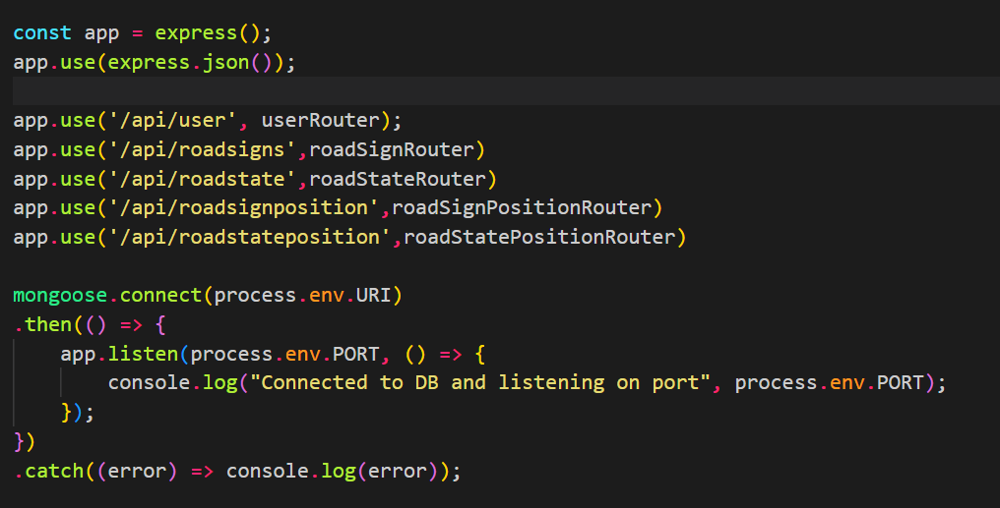 const app = express();
app.use(express.json());
app.use('/api/user', userRouter);
app.use('/api/roadsigns',roadSignRouter)
app.use('/api/roadstate',roadStateRouter)
app.use('/api/roadsignposition',roadSignPositionRouter)
app.use('/api/roadstateposition',roadStatePositionRouter)
mongoose.connect(process.env.URI)
.then(() => {
    app.listen(process.env.PORT, () => {
        console.log("Connected to DB and listening on port", process.env.PORT);
    });
})
.catch((error) => console.log(error));